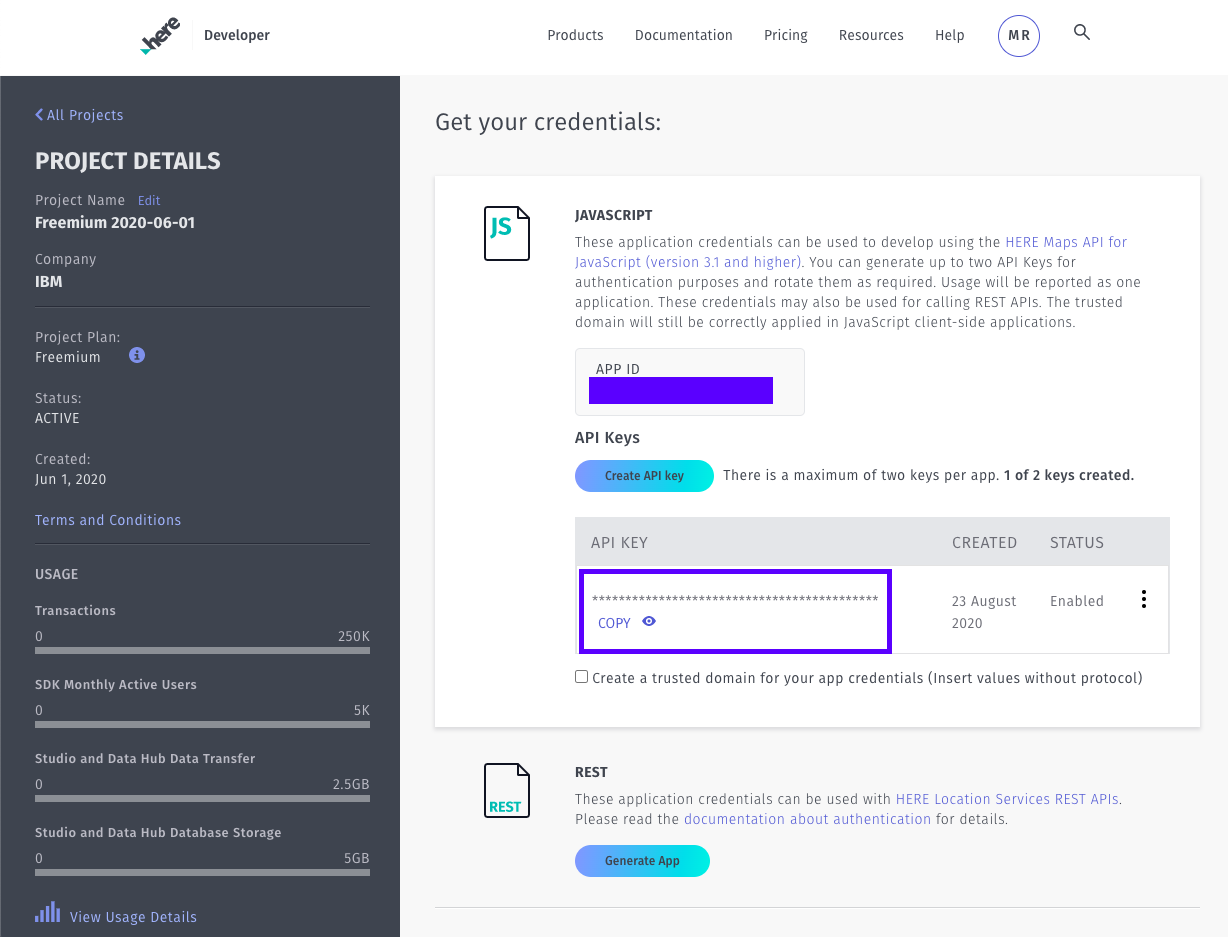 here Developer Products Documentation Pricing Resources Help MR
All Projects
PROJECT DETAILS
Project Name Edit
Freemium 2020-06-01
Company
IBM
Project Plan:
Freemium
Status:
ACTIVE
Created:
Jun 1, 2020
Terms and Conditions
USAGE
Transactions
0 250K
SDK Monthly Active Users
0 5K
Studio and Data Hub Data Transfer
0 2.5GB
Studio and Data Hub Database Storage
0 5GB
View Usage Details
Get your credentials:
JS
JAVASCRIPT
These application credentials can be used to develop using the HERE Maps API for
JavaScript (version 3.1 and higher). You can generate up to two API Keys for
authentication purposes and rotate them as required. Usage will be reported as one
application. These credentials may also be used for calling REST APIs. The trusted
domain will still be correctly applied in JavaScript client-side applications.
APP ID
API Keys
Create API key There is a maximum of two keys per app. 1 of 2 keys created.
API KEY CREATED STATUS
******************************************* 23 August Enabled
COPY 2020
Create a trusted domain for your app credentials (Insert values without protocol)
REST
REST
These application credentials can be used with HERE Location Services REST APIs.
Please read the documentation about authentication for details.
Generate App